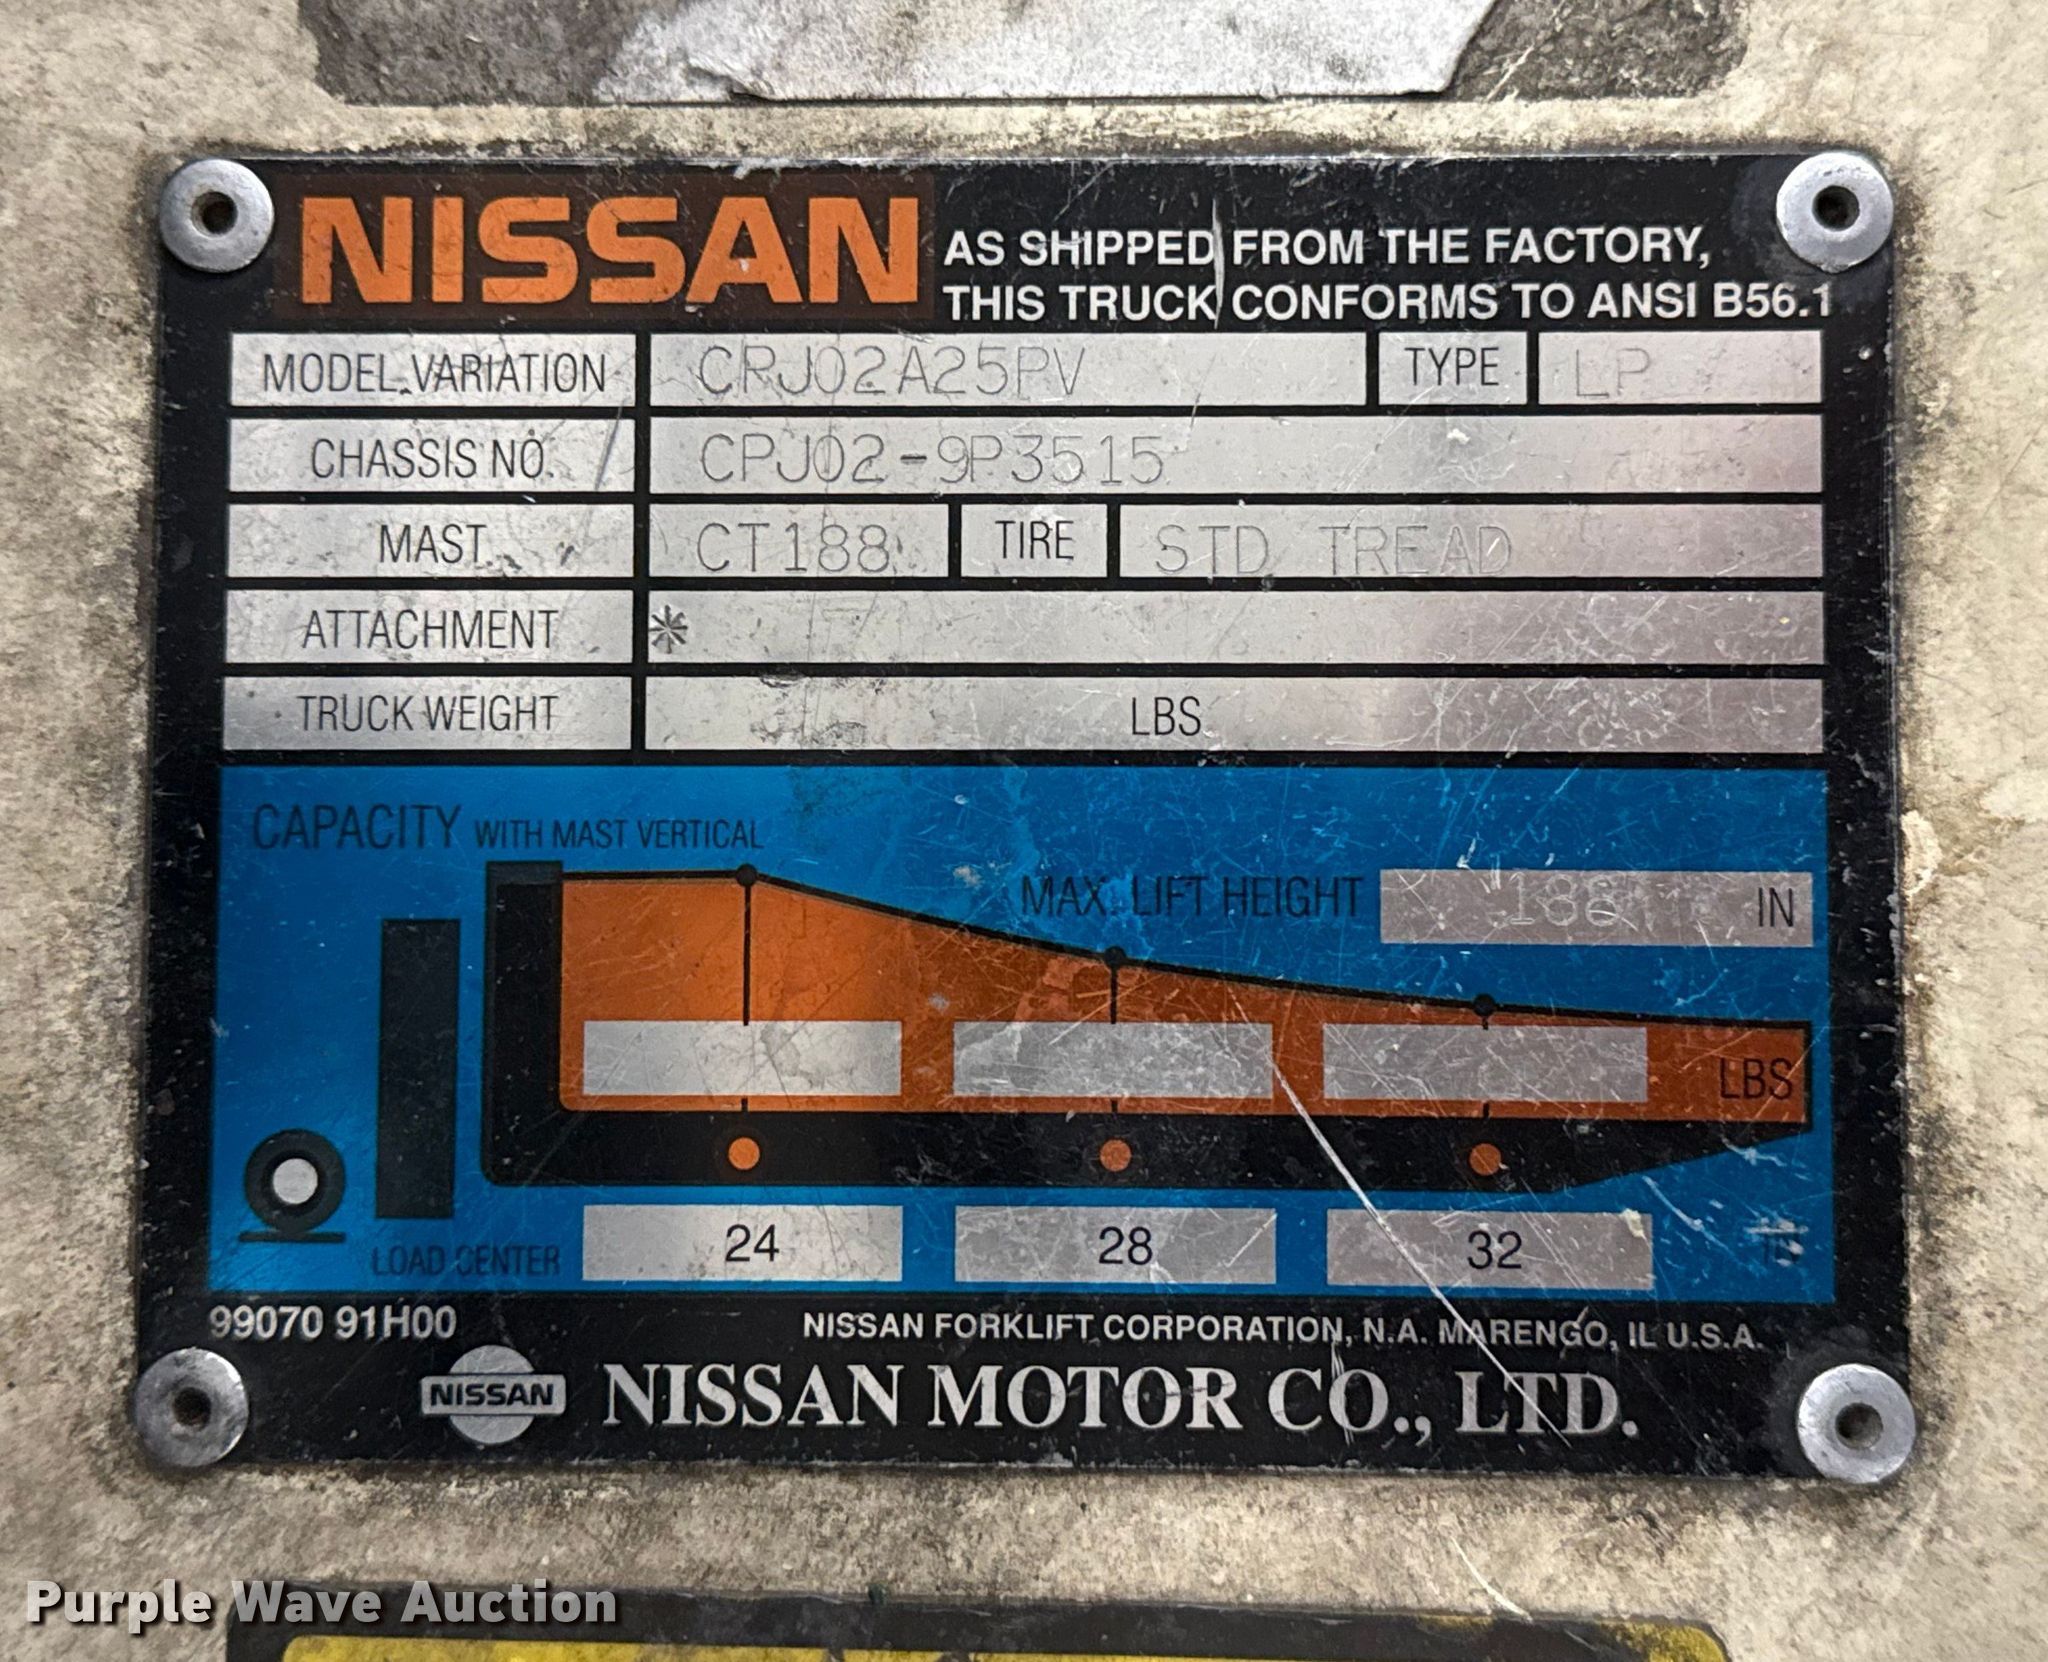 NISSAN
AS SHIPPED FROM THE FACTORY,
THIS TRUCK CONFORMS TO ANSI B56.1
MODEL VARIATION CRJ02A25PV TYPE LP
CHASSIS NO. CPJ02-9P3515
MAST CT188 TIRE STD TREAD
ATTACHMENT *
TRUCK WEIGHT LBS
CAPACITY WITH MAST VERTICAL
MAX. LIFT HEIGHT 188 IN
LBS
LOAD CENTER 24 28 32
99070 91H00
NISSAN FORKLIFT CORPORATION, N.A. MARENGO, IL U.S.A.
NISSAN NISSAN MOTOR CO., LTD.
Purple Wave Auction